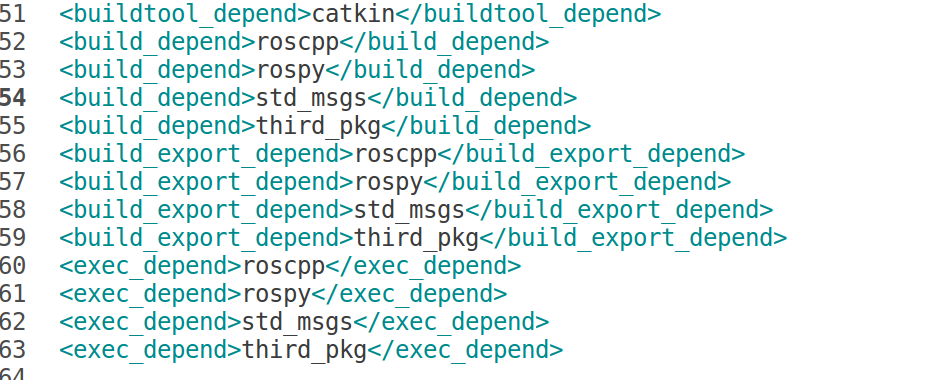 51 <buildtool_depend>catkin</buildtool_depend>
52 <build_depend>roscpp</build_depend>
53 <build_depend>rospy</build_depend>
54 <build_depend>std_msgs</build_depend>
55 <build_depend>third_pkg</build_depend>
56 <build_export_depend>roscpp</build_export_depend>
57 <build_export_depend>rospy</build_export_depend>
58 <build_export_depend>std_msgs</build_export_depend>
59 <build_export_depend>third_pkg</build_export_depend>
60 <exec_depend>roscpp</exec_depend>
61 <exec_depend>rospy</exec_depend>
62 <exec_depend>std_msgs</exec_depend>
63 <exec_depend>third_pkg</exec_depend>
64